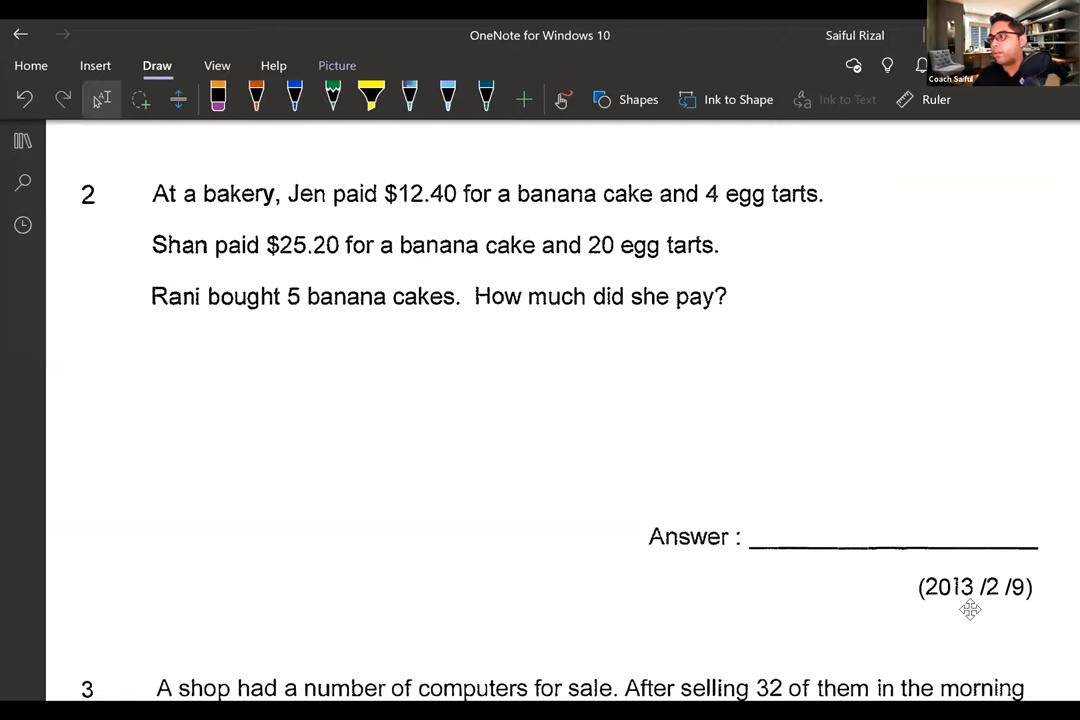 OneNote for Windows 10
Saiful Rizal
Home Insert Draw View Help Picture
Coach Saiful
Shapes Ink to Shape Ink to Text Ruler
2 At a bakery, Jen paid $12.40 for a banana cake and 4 egg tarts.
Shan paid $25.20 for a banana cake and 20 egg tarts.
Rani bought 5 banana cakes. How much did she pay?
Answer :
(2013 /2 /9)
3 A shop had a number of computers for sale. After selling 32 of them in the morning